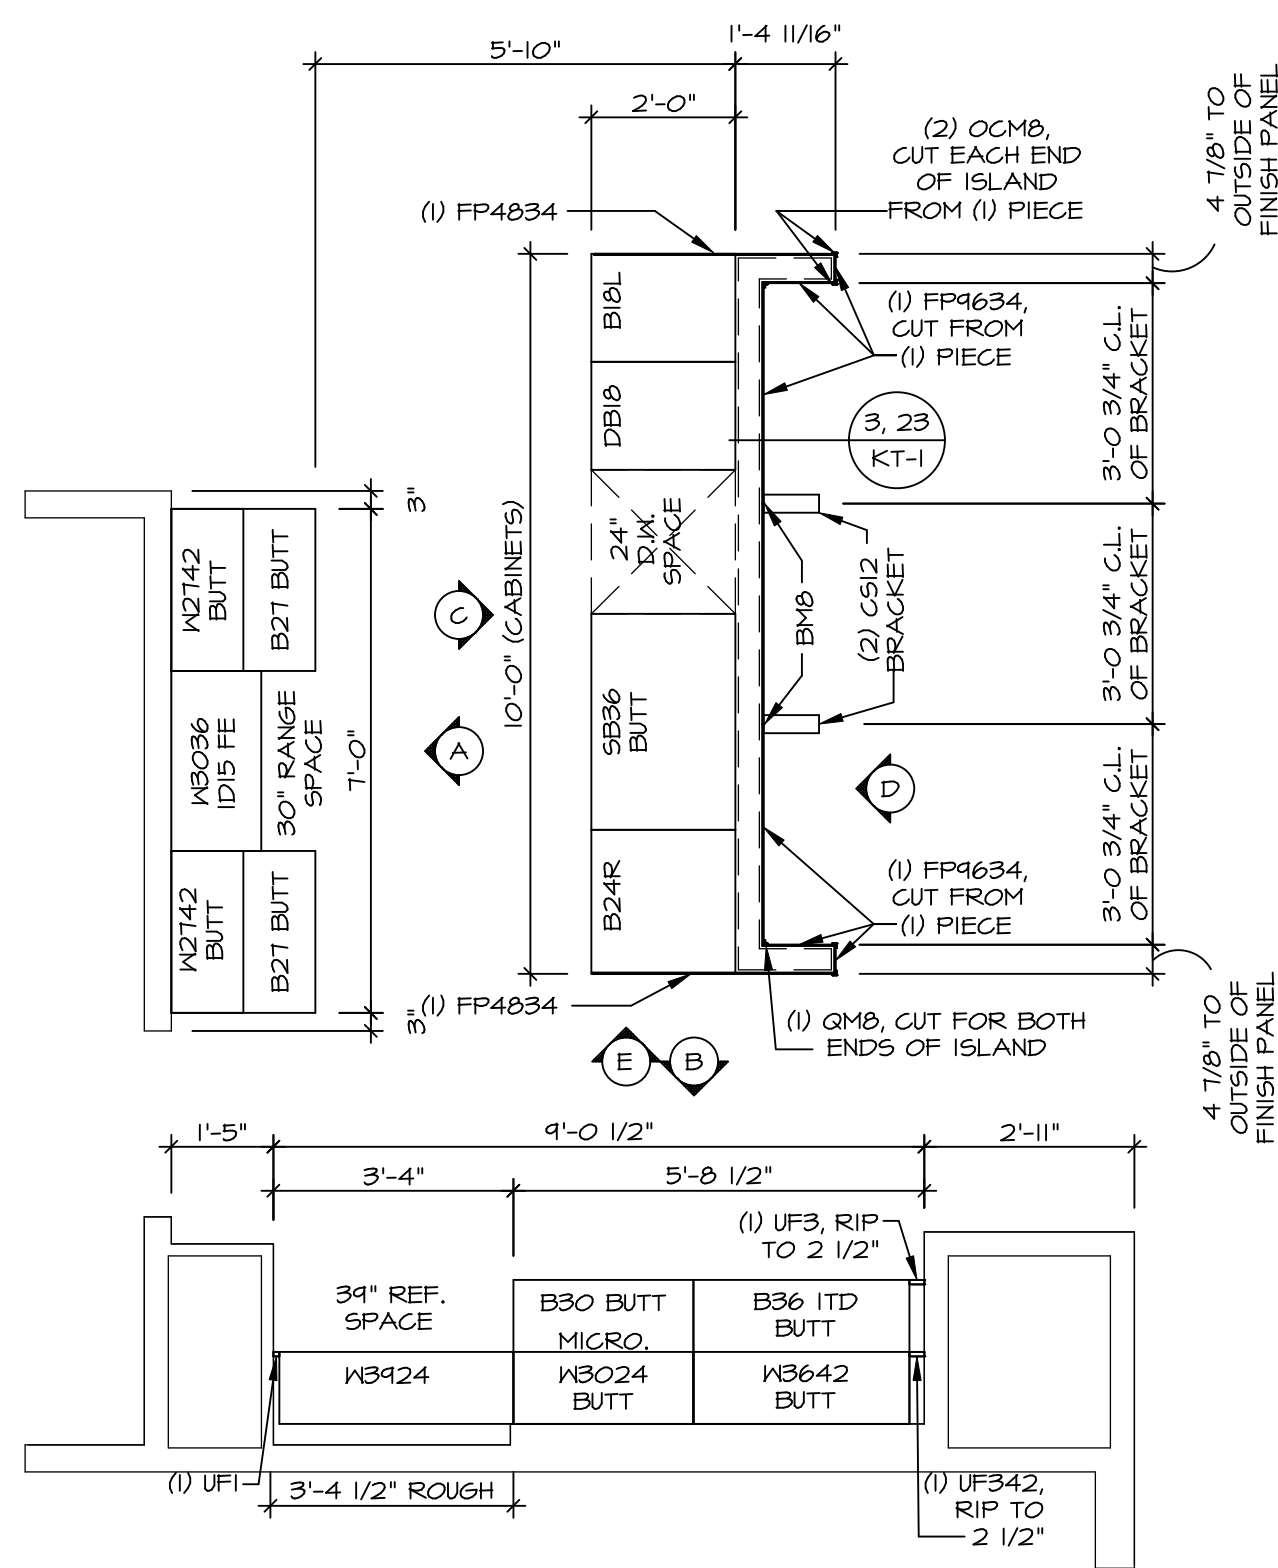 5'-10"
1'-4 11/16"
2'-0"
(2) OCM8,
CUT EACH END
OF ISLAND
FROM (1) PIECE
4 7/8" TO
OUTSIDE OF
FINISH PANEL
(1) FP4834
B18L
(1) FP9634,
CUT FROM
(1) PIECE
3'-0 3/4" C.L.
OF BRACKET
DB18
3, 23
KT-1
3"
24"
D.W.
SPACE
10'-0" (CABINETS)
W2742
BUTT
B27 BUTT
C
BM8
(2) CS12
BRACKET
3'-0 3/4" C.L.
OF BRACKET
W3036
1D15 FE
30" RANGE
SPACE
7'-0"
A
SB36
BUTT
D
3'-0 3/4" C.L.
OF BRACKET
W2742
BUTT
B27 BUTT
B24R
(1) FP9634,
CUT FROM
(1) PIECE
3"
(1) FP4834
(1) QM8, CUT FOR BOTH
ENDS OF ISLAND
4 7/8" TO
OUTSIDE OF
FINISH PANEL
E
B
1'-5"
9'-0 1/2"
2'-11"
3'-4"
5'-8 1/2"
(1) UF3, RIP
TO 2 1/2"
39" REF.
SPACE
B30 BUTT
MICRO.
B36 1TD
BUTT
W3924
W3024
BUTT
W3642
BUTT
(1) UF1
3'-4 1/2" ROUGH
(1) UF342,
RIP TO
2 1/2"